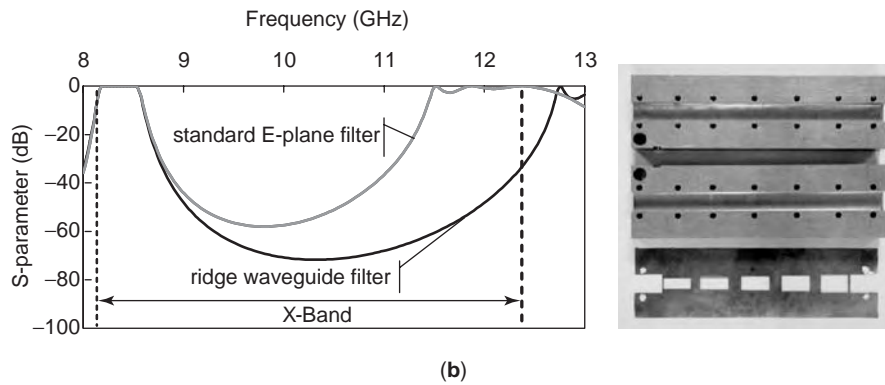 Frequency (GHz)
8 9 10 11 12 13
0
−20
−40
−60
−80
−100
S-parameter (dB)
standard E-plane filter
ridge waveguide filter
X-Band
(b)